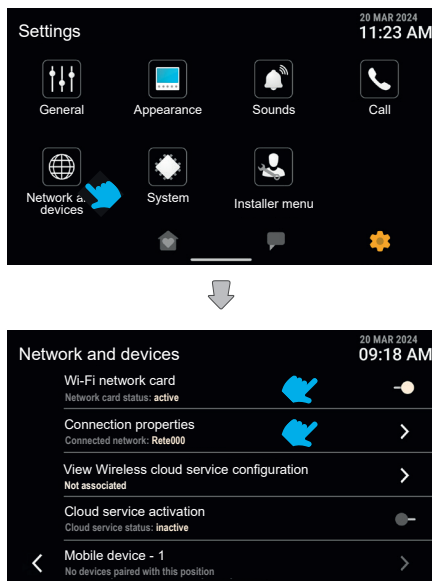 20 MAR 2024
Settings
11:23 AM
General
Appearance
Sounds
Call
Network a
devices
System
Installer menu
20 MAR 2024
Network and devices
09:18 AM
Wi-Fi network card
Network card status: active
Connection properties
Connected network: Rete000
View Wireless cloud service configuration
Not associated
Cloud service activation
Cloud service status: inactive
Mobile device - 1
No devices paired with this position